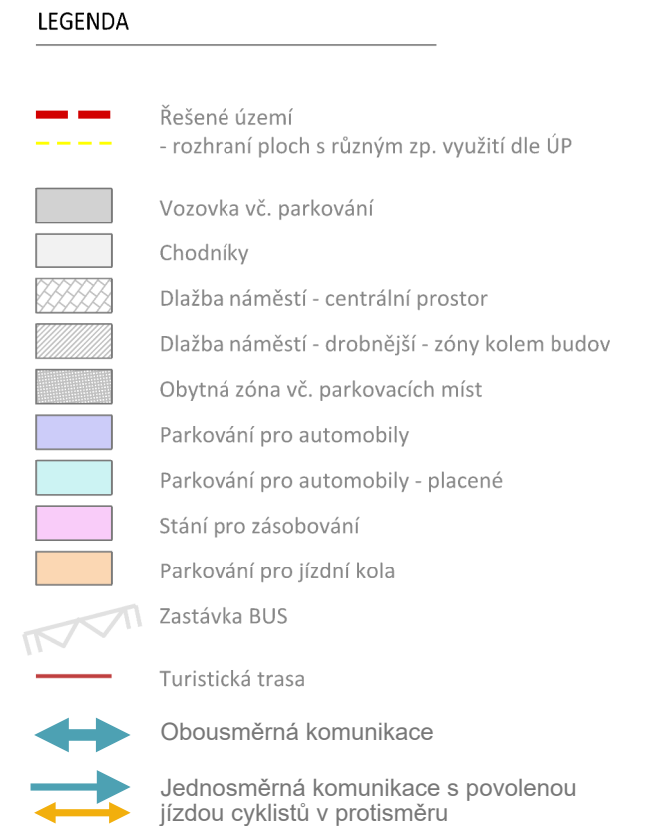 LEGENDA
Řešené území
- rozhraní ploch s různým zp. využití dle ÚP
Vozovka vč. parkování
Chodníky
Dlažba náměstí - centrální prostor
Dlažba náměstí - drobnější - zóny kolem budov
Obytná zóna vč. parkovacích míst
Parkování pro automobily
Parkování pro automobily - placené
Stání pro zásobování
Parkování pro jízdní kola
Zastávka BUS
Turistická trasa
Obousměrná komunikace
Jednosměrná komunikace s povolenou
jízdou cyklistů v protisměru